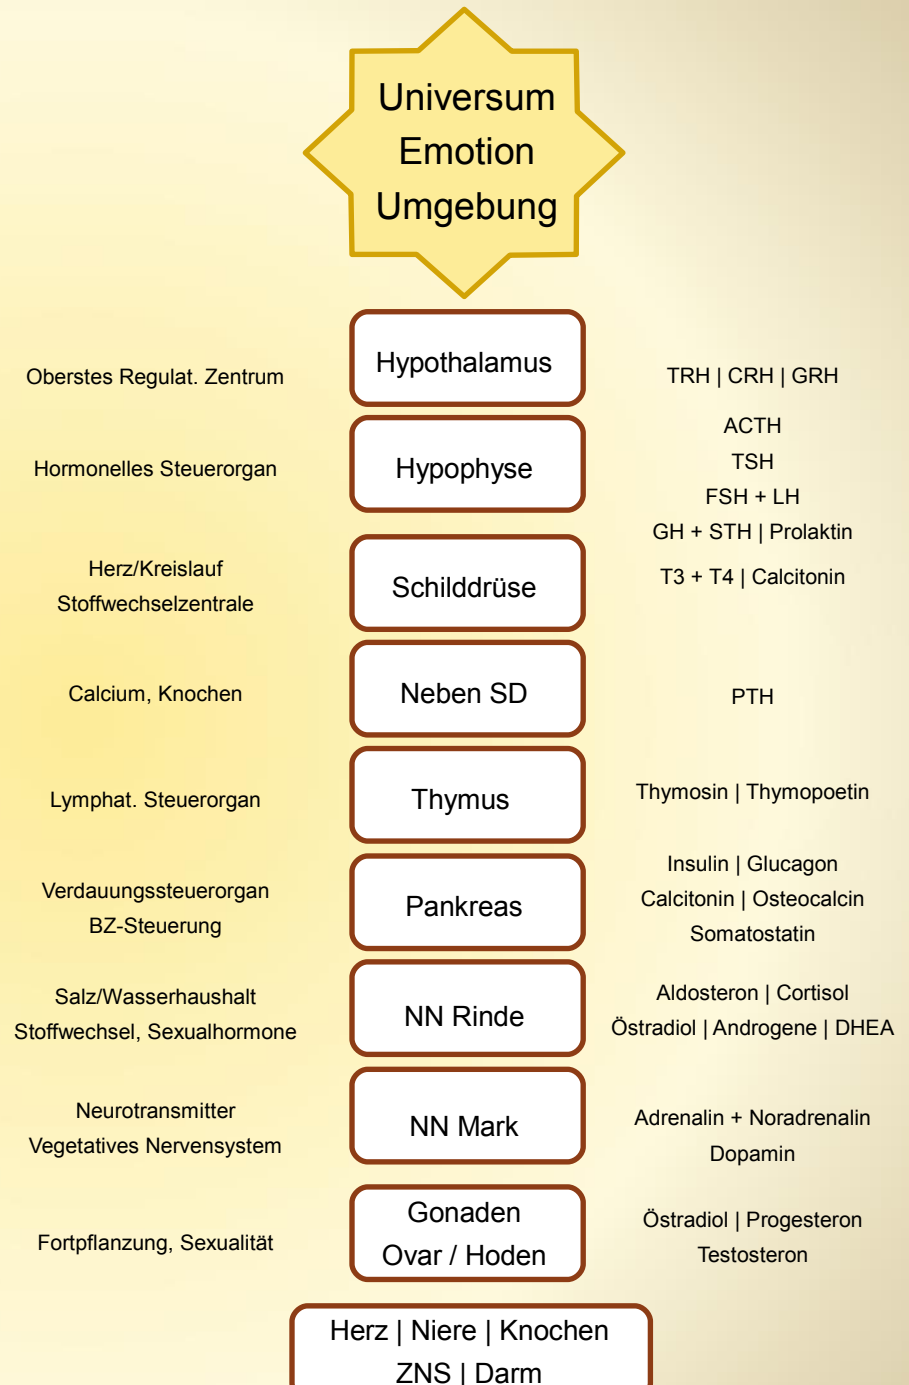 Universum
Emotion
Umgebung
Oberstes Regulat. Zentrum
Hypothalamus
TRH | CRH | GRH
Hormonelles Steuerorgan
Hypophyse
ACTH
TSH
FSH + LH
GH + STH | Prolaktin
Herz/Kreislauf
Stoffwechselzentrale
Schilddrüse
T3 + T4 | Calcitonin
Calcium, Knochen
Neben SD
PTH
Lymphat. Steuerorgan
Thymus
Thymosin | Thymopoetin
Verdauungssteuerorgan
BZ-Steuerung
Pankreas
Insulin | Glucagon
Calcitonin | Osteocalcin
Somatostatin
Salz/Wasserhaushalt
Stoffwechsel, Sexualhormone
NN Rinde
Aldosteron | Cortisol
Östradiol | Androgene | DHEA
Neurotransmitter
Vegetatives Nervensystem
NN Mark
Adrenalin + Noradrenalin
Dopamin
Fortpflanzung, Sexualität
Gonaden
Ovar / Hoden
Östradiol | Progesteron
Testosteron
Herz | Niere | Knochen
ZNS | Darm